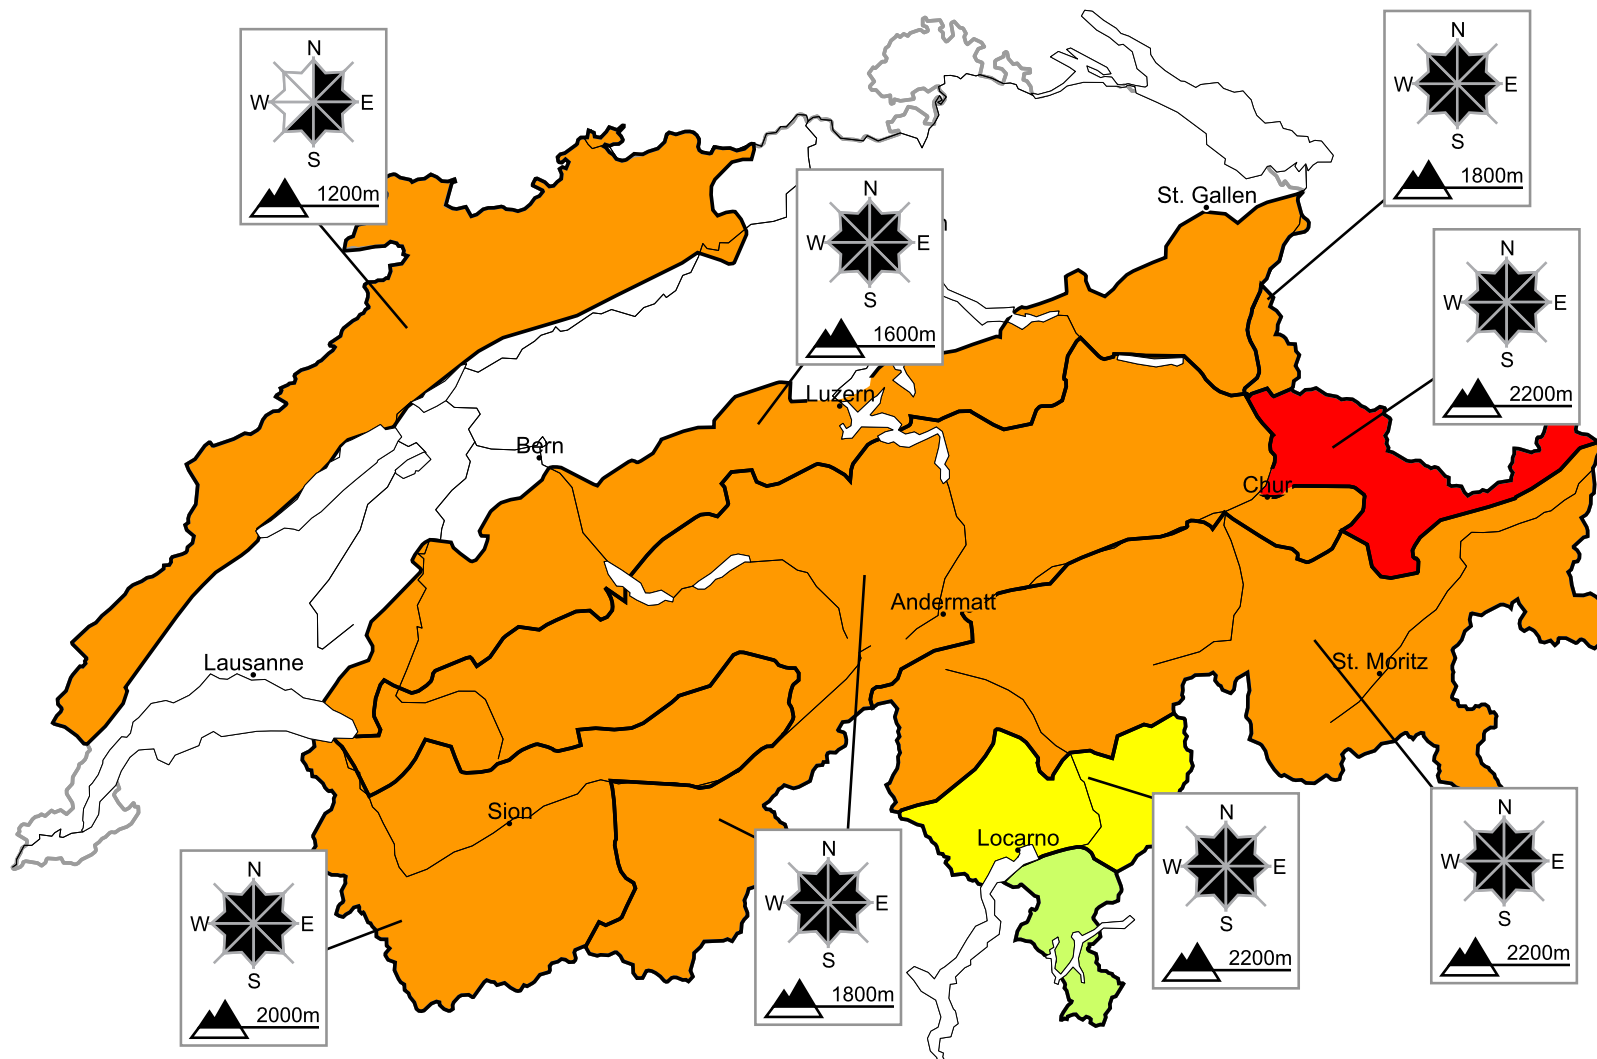 N
W E
S
1200m
N
W E
S
1800m
N
W E
S
1600m
St. Gallen
N
W E
S
2200m
Luzern
Bern
Chur
Andermatt
Lausanne
St. Moritz
Sion
Locarno
N
W E
S
2000m
N
W E
S
1800m
N
W E
S
2200m
N
W E
S
2200m